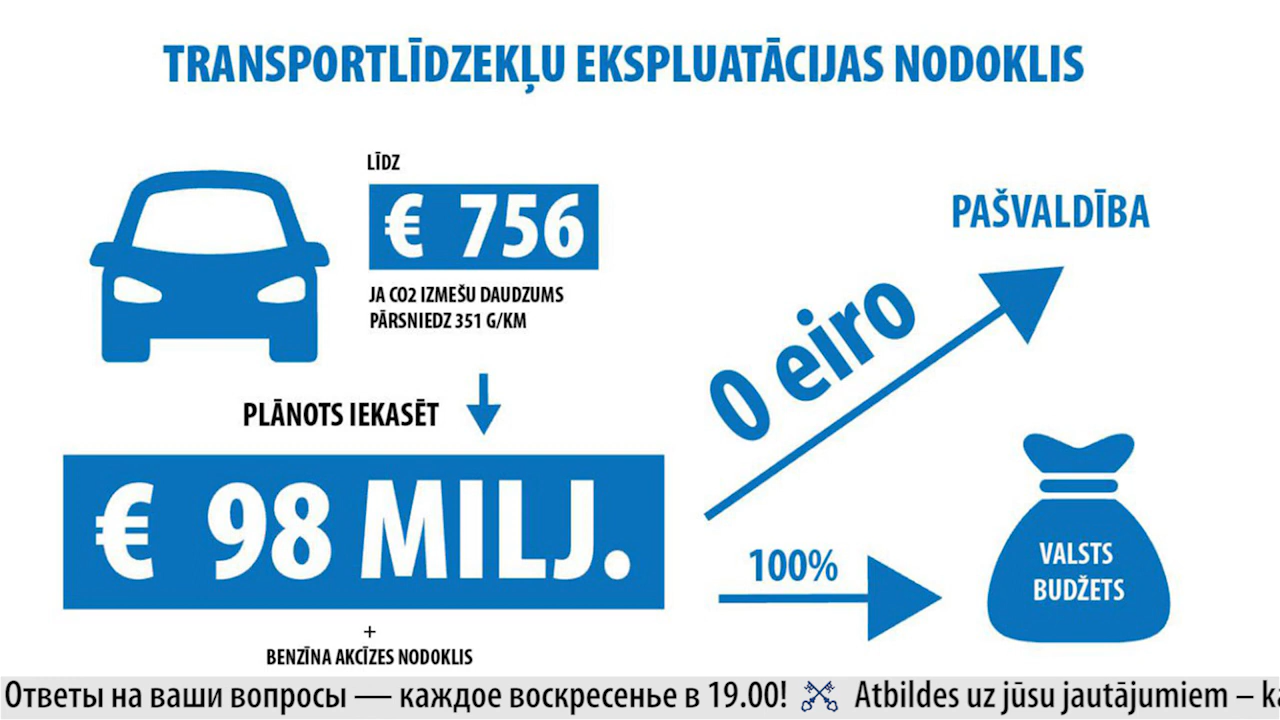 TRANSPORTLĪDZEKĻU EKSPLUATĀCIJAS NODOKLIS
LĪDZ
€ 756
JA CO2 IZMEŠU DAUDZUMS
PĀRSNIEDZ 351 G/KM
PAŠVALDĪBA
0 eiro
PLĀNOTS IEKASĒT
€ 98 MILJ.
100%
VALSTS
BUDŽETS
+
BENZĪNA AKCĪZES NODOKLIS
Ответы на ваши вопросы — каждое воскресенье в 19.00! Atbildes uz jūsu jautājumiem –